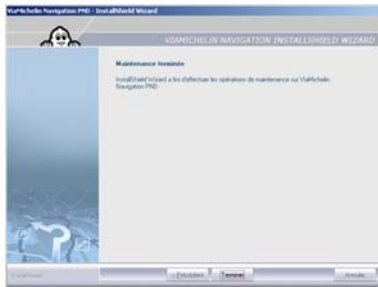 ViaMichelin Navigation PND - InstallShield Wizard
VIAMICHELIN NAVIGATION INSTALLSHIELD WIZARD
Maintenance terminée
InstallShield Wizard a fini d'effectuer les opérations de maintenance sur ViaMichelin
Navigation PND.
InstallShield
< Précédent
Terminer
Annuler